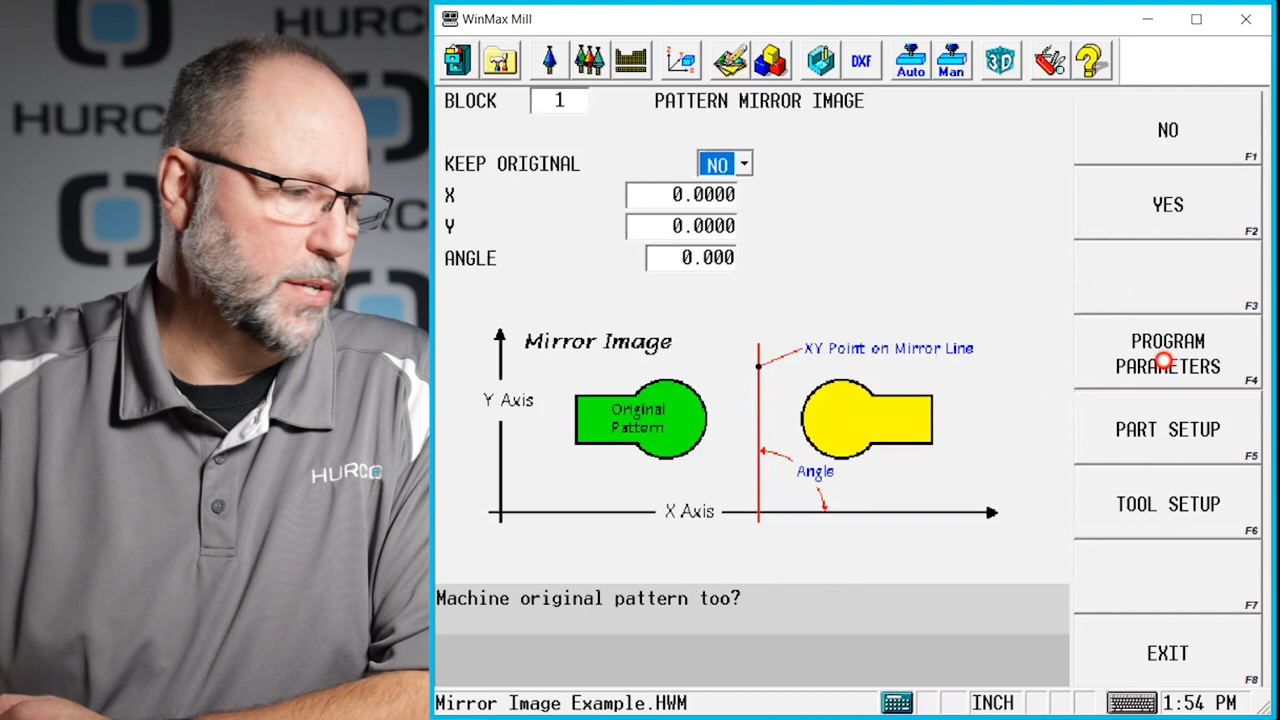 HURCO
HURC
HURC
HURCO
WinMax Mill
DXF
Auto
Man
3D
BLOCK 1 PATTERN MIRROR IMAGE
KEEP ORIGINAL NO
X 0.0000
Y 0.0000
ANGLE 0.000
Mirror Image
XY Point on Mirror Line
Y Axis
Original
Pattern
Angle
X Axis
Machine original pattern too?
Mirror Image Example.HWM
INCH
1:54 PM
NO
F1
YES
F2
F3
PROGRAM
PARAMETERS
F4
PART SETUP
F5
TOOL SETUP
F6
F7
EXIT
F8